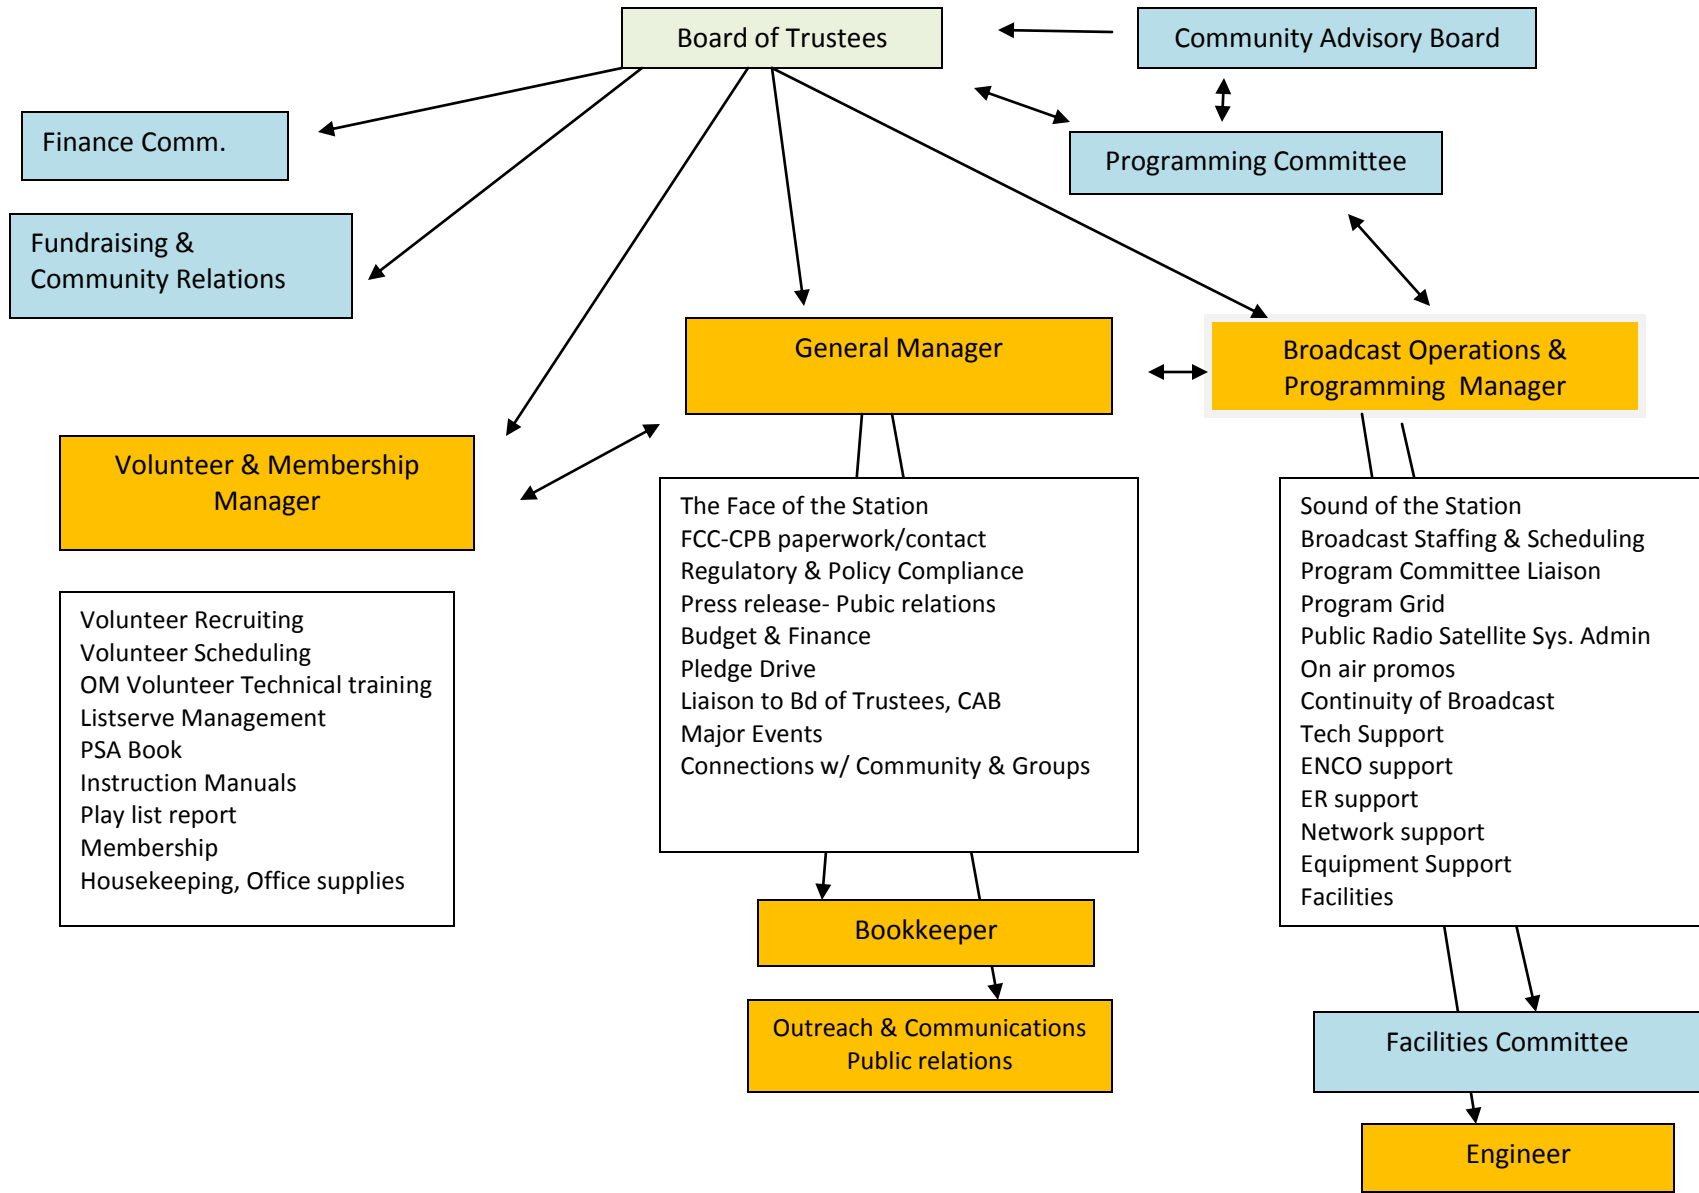 Board of Trustees
Community Advisory Board
Finance Comm.
Programming Committee
Fundraising &
Community Relations
General Manager
Broadcast Operations &
Programming Manager
Volunteer & Membership
Manager
Volunteer Recruiting
Volunteer Scheduling
OM Volunteer Technical training
Listserve Management
PSA Book
Instruction Manuals
Play list report
Membership
Housekeeping, Office supplies
The Face of the Station
FCC-CPB paperwork/contact
Regulatory & Policy Compliance
Press release- Pubic relations
Budget & Finance
Pledge Drive
Liaison to Bd of Trustees, CAB
Major Events
Connections w/ Community & Groups
Sound of the Station
Broadcast Staffing & Scheduling
Program Committee Liaison
Program Grid
Public Radio Satellite Sys. Admin
On air promos
Continuity of Broadcast
Tech Support
ENCO support
ER support
Network support
Equipment Support
Facilities
Bookkeeper
Outreach & Communications
Public relations
Facilities Committee
Engineer